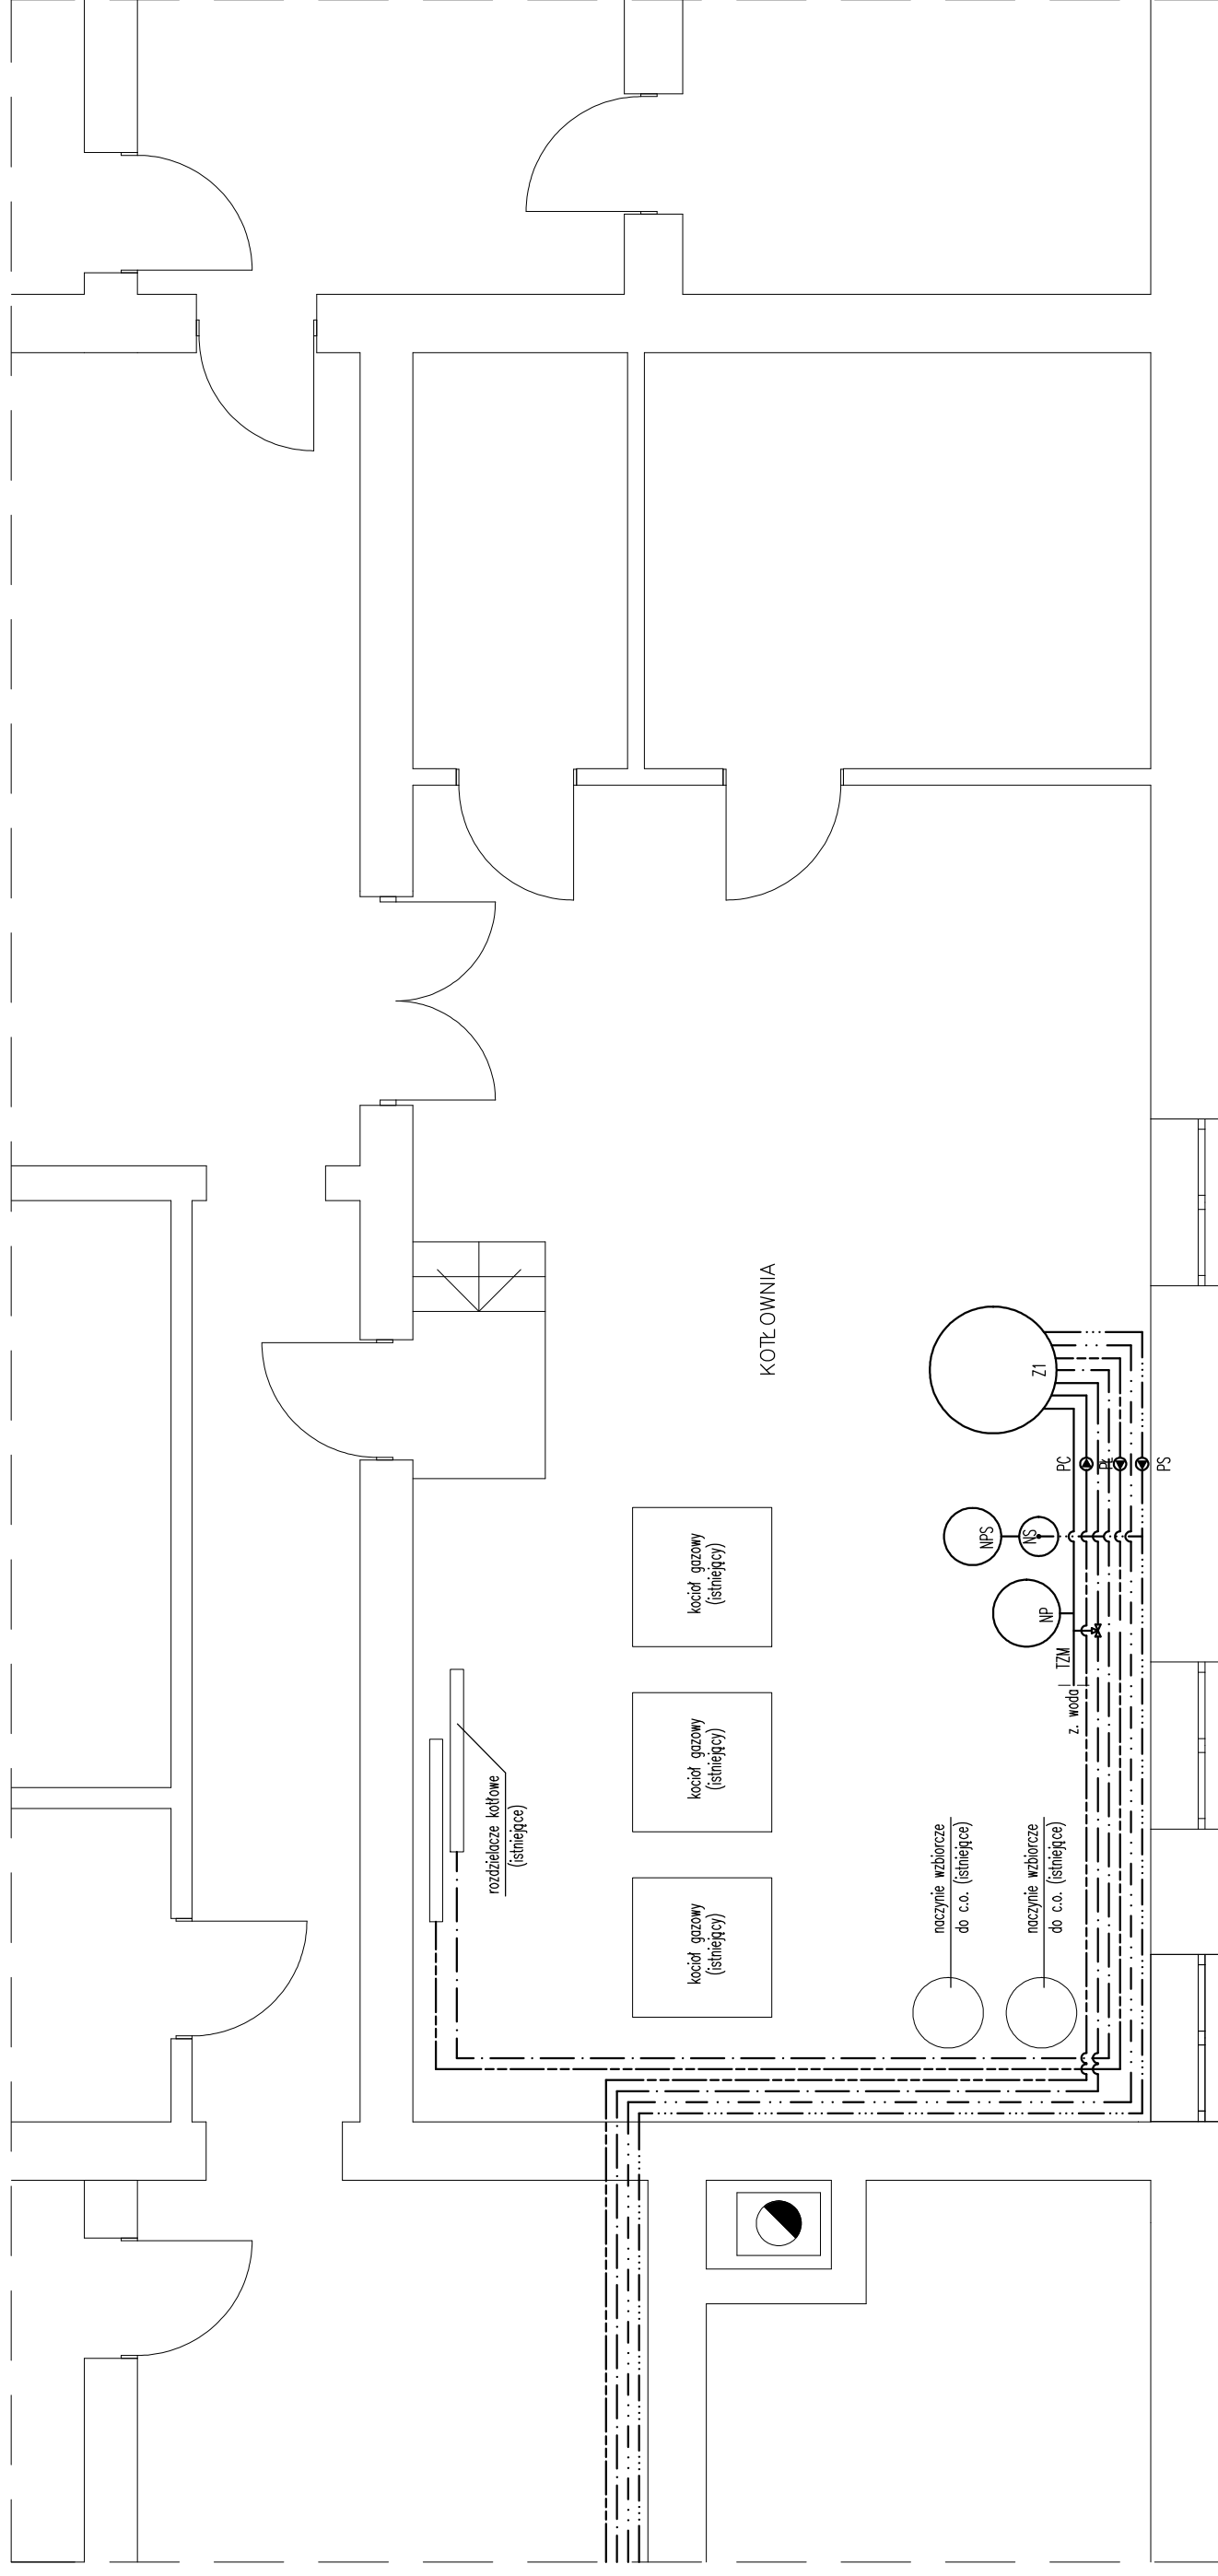 KOTŁOWNIA
Z1
PC
PŁ
PS
NPS
NS
NP
TZM
z. woda
kocioł gazowy
(istniejący)
kocioł gazowy
(istniejący)
kocioł gazowy
(istniejący)
rozdzielacze kotłowe
(istniejące)
naczynie wzbiorcze
do c.o. (istniejące)
naczynie wzbiorcze
do c.o. (istniejące)